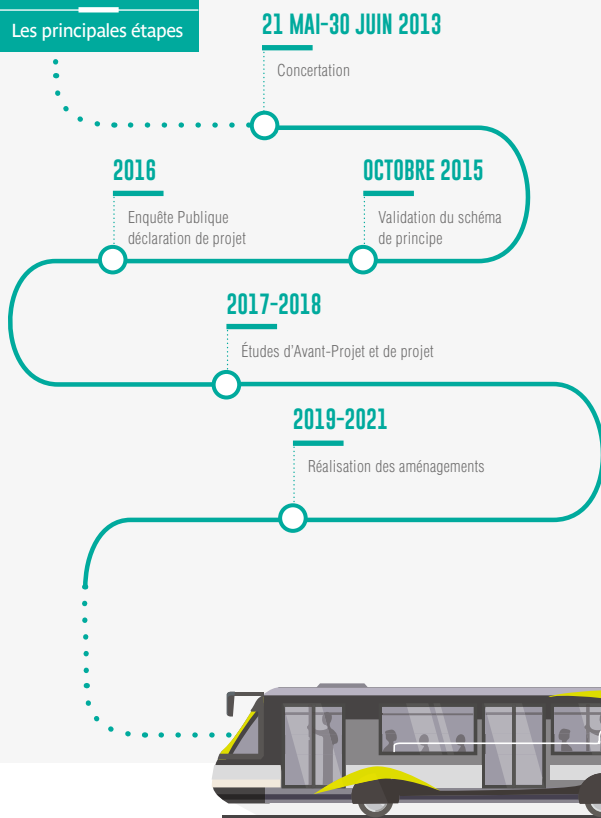 Les principales étapes
21 MAI-30 JUIN 2013
Concertation
OCTOBRE 2015
Validation du schéma
de principe
2016
Enquête Publique
déclaration de projet
2017-2018
Études d'Avant-Projet et de projet
2019-2021
Réalisation des aménagements